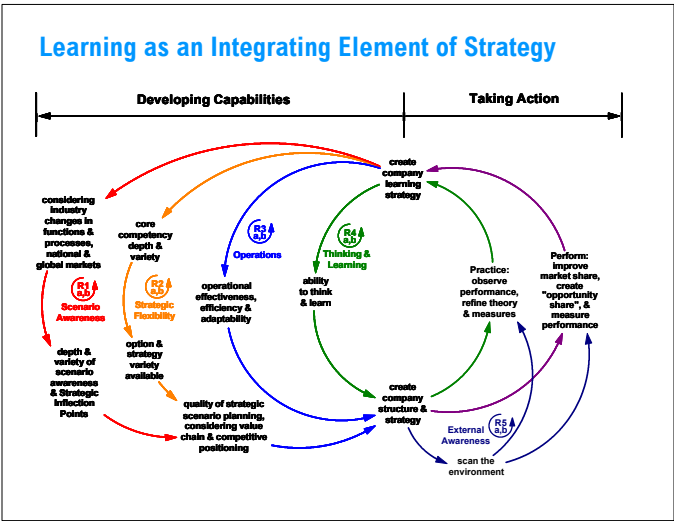 Learning as an Integrating Element of Strategy
Developing Capabilities
Taking Action
create
company
learning
strategy
considering
industry
changes in
functions &
processes,
national &
global markets
core
competency
depth &
variety
R3
a,b
Operations
R4
a,b
Thinking &
Learning
R1
a,b
Scenario
Awareness
R2
a,b
Strategic
Flexibility
operational
effectiveness,
efficiency &
adaptability
ability
to think
& learn
Practice:
observe
perfomance,
refine theory
& measures
Perform:
improve
market share,
create
"opportunity
share", &
measure
performance
depth &
variety of
scenario
awareness
& Strategic
Inflection
Points
option &
strategy
variety
available
quality of strategic
scenario planning,
considering value
chain & competitive
positioning
create
company
structure &
strategy
External
Awareness
R5
a,b
scan the
environment